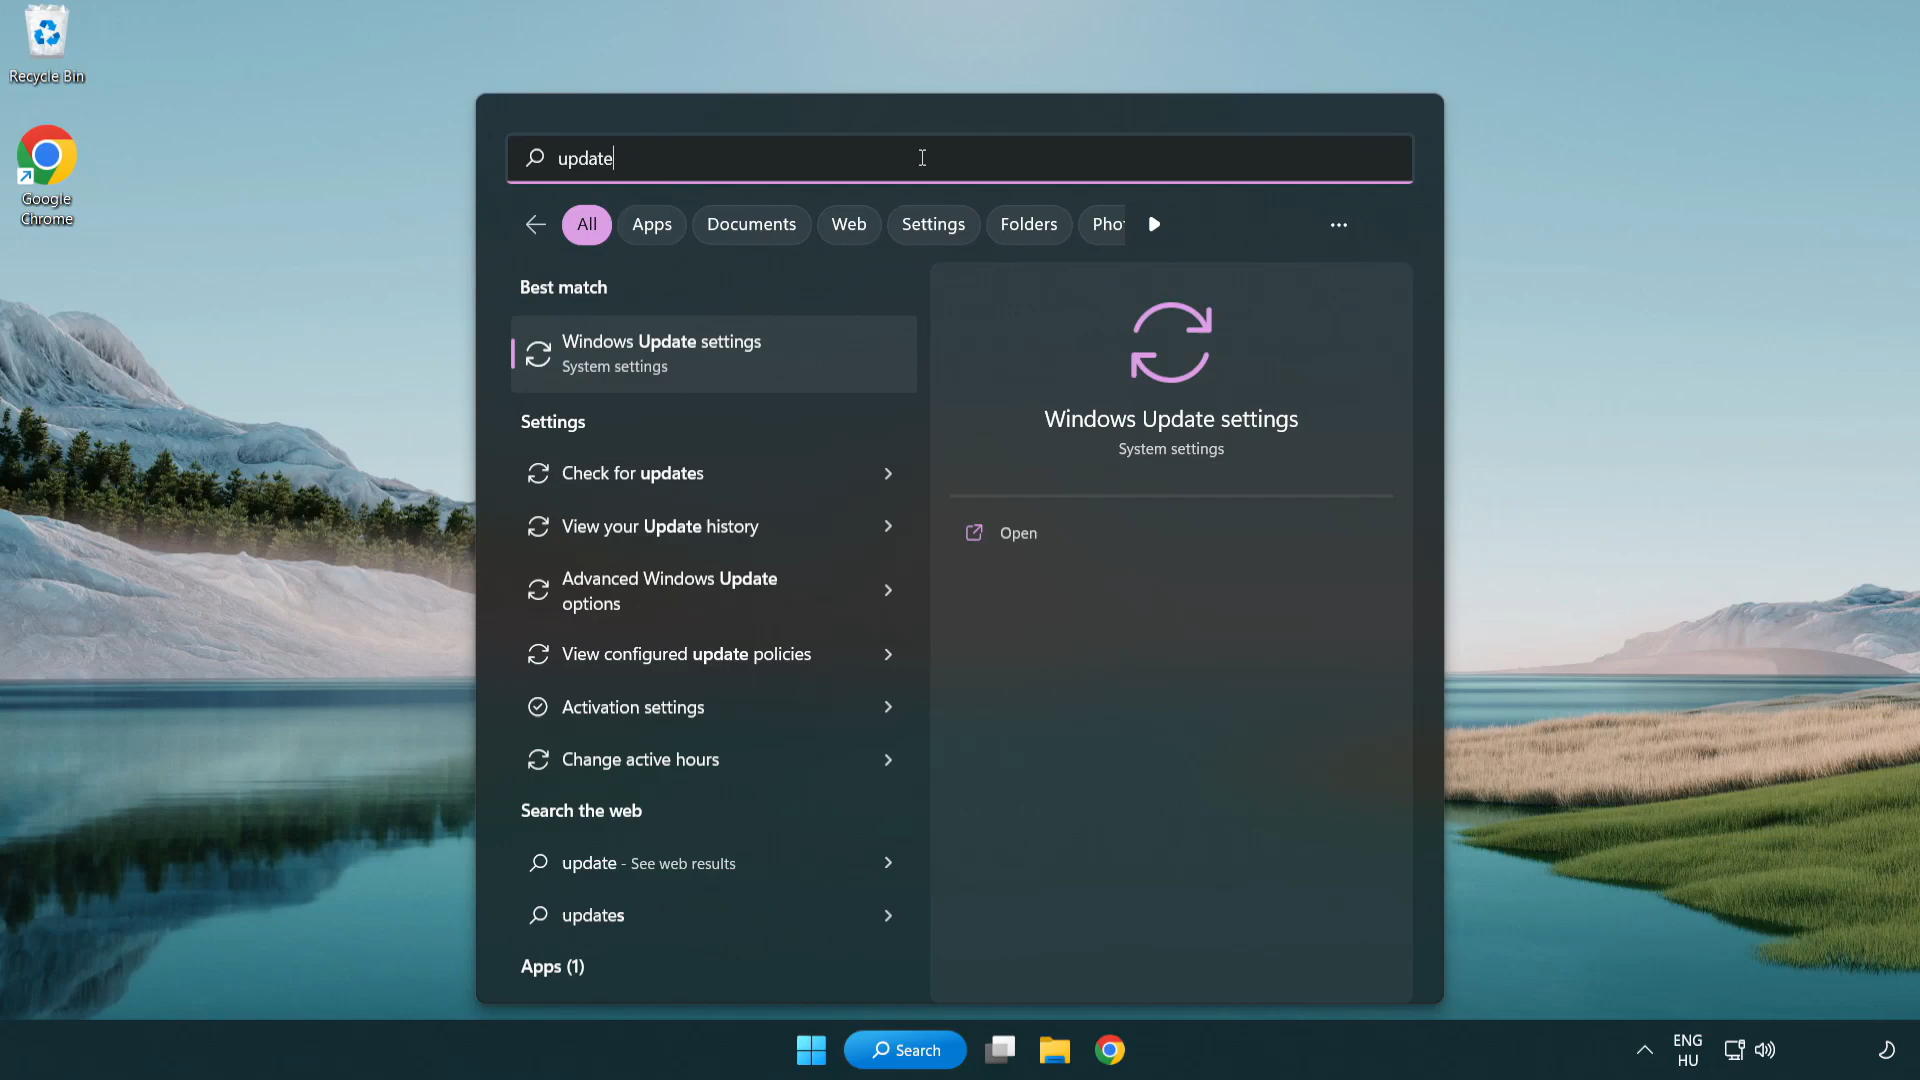 Recycle Bin
Google
Chrome
update
All
Apps
Documents
Web
Settings
Folders
Pho
Best match
Windows Update settings
System settings
Settings
Check for updates
View your Update history
Advanced Windows Update
options
View configured update policies
Activation settings
Change active hours
Search the web
update - See web results
updates
Apps (1)
Windows Update settings
System settings
Open
Search
ENG
HU